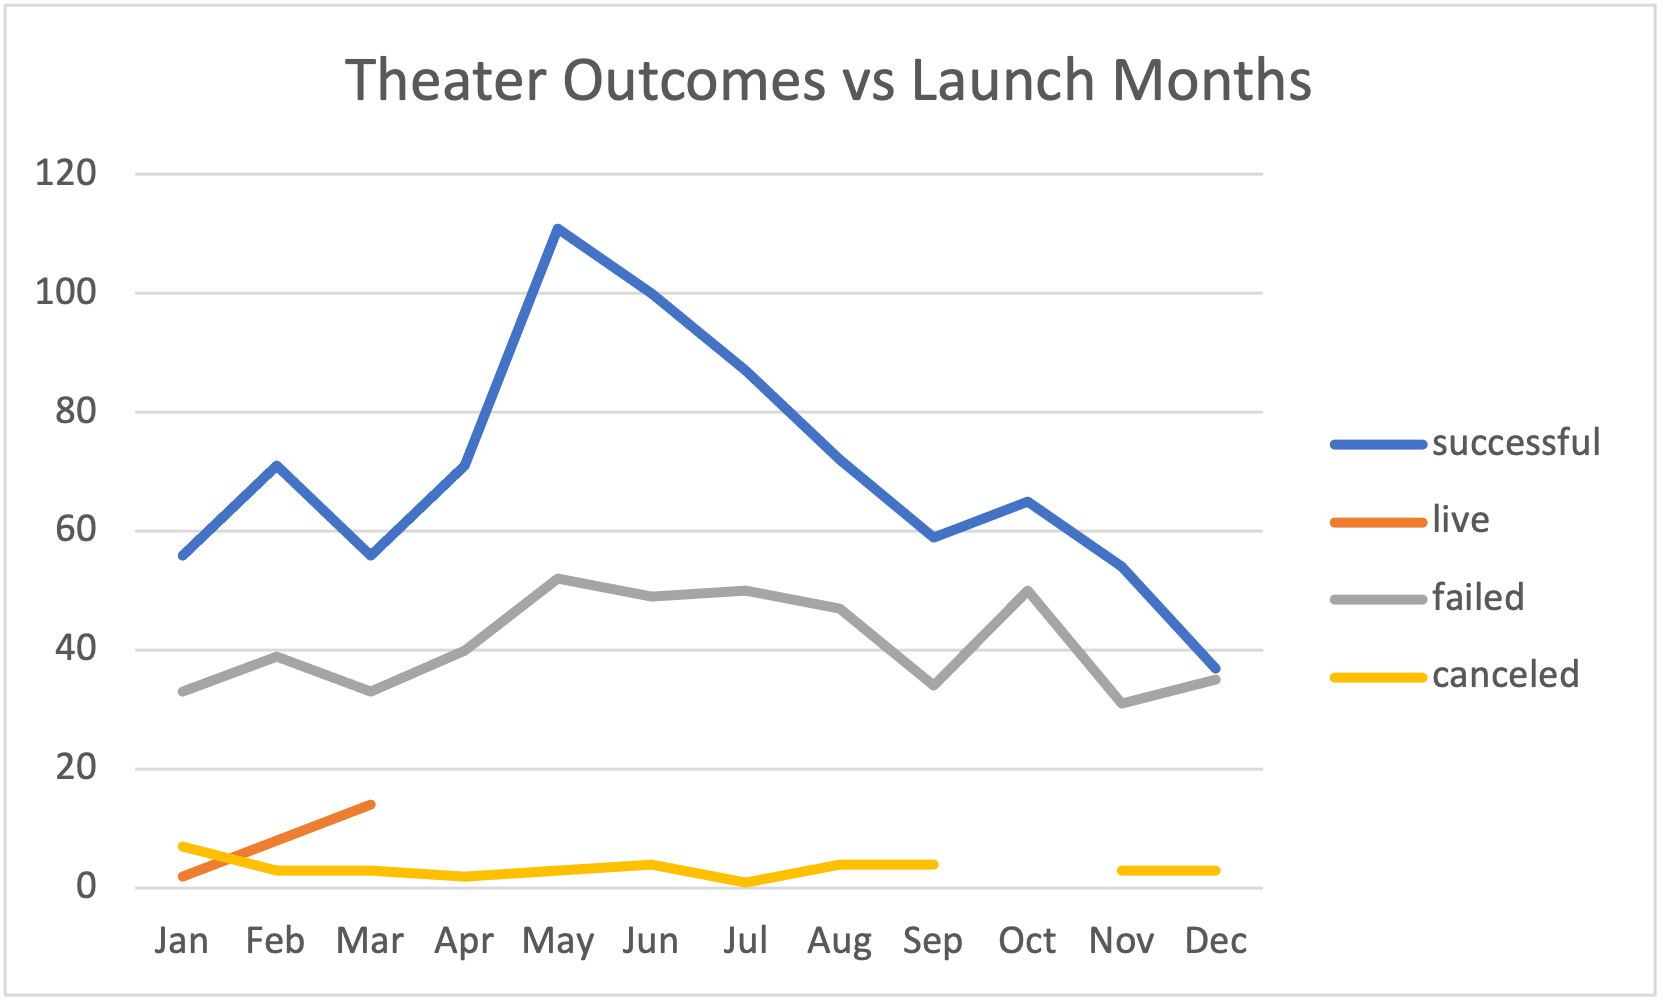 Theater Outcomes vs Launch Months
120
100
80
60
40
20
0
Jan Feb Mar Apr May Jun Jul Aug Sep Oct Nov Dec
successful
live
failed
canceled